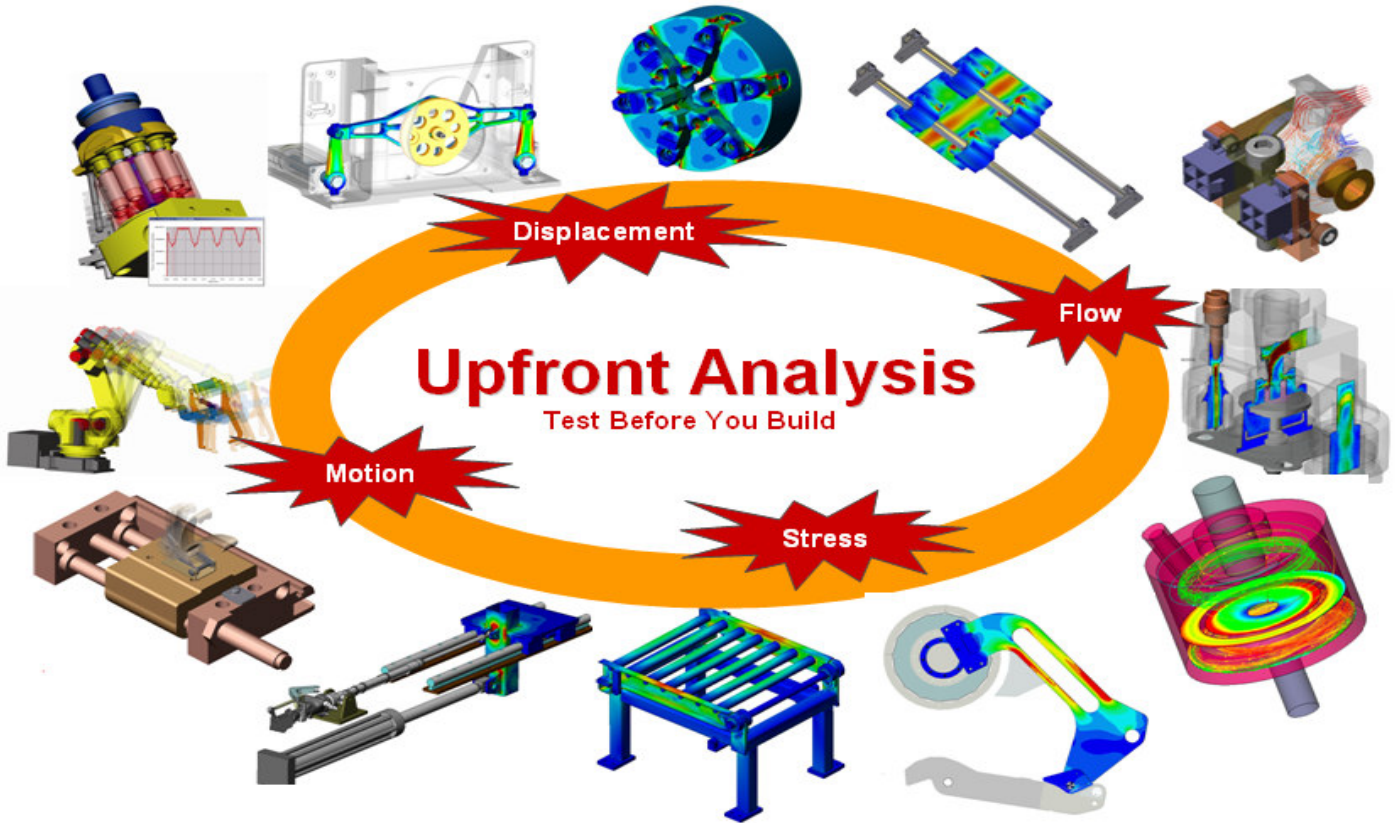 Displacement
Flow
Upfront Analysis
Test Before You Build
Motion
Stress